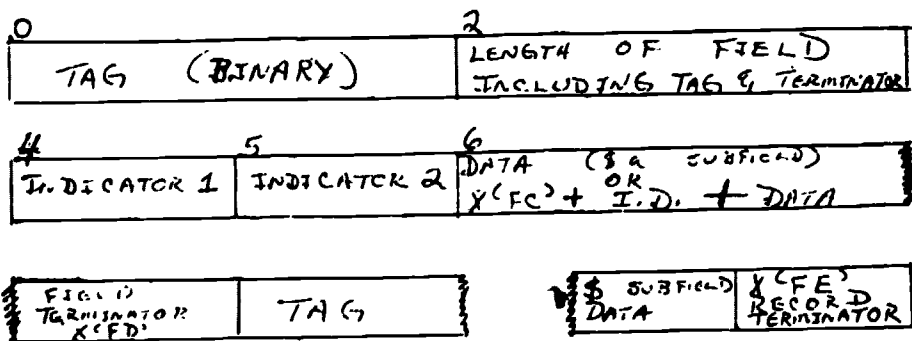 0 2
TAG (BINARY) LENGTH OF FIELD
INCLUDING TAG & TERMINATOR
4 5 6
INDICATOR 1 INDICATOR 2 DATA ($ a SUBFIELD)
OR
X'FC' + I.D. + DATA
FIELD TERMINATOR X'FD' TAG
$ SUBFIELD DATA X'FE' RECORD TERMINATOR